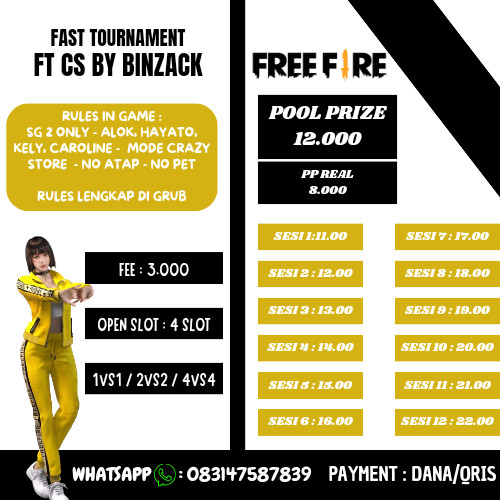 FAST TOURNAMENT
FT CS BY BINZACK
RULES IN GAME :
SG 2 ONLY - ALOK, HAYATO,
KELY, CAROLINE - MODE CRAZY
STORE - NO ATAP - NO PET
RULES LENGKAP DI GRUB
FEE : 3.000
OPEN SLOT : 4 SLOT
1VS1 / 2VS2 / 4VS4
FREE FIRE
POOL PRIZE
12.000
PP REAL
8.000
SESI 1:11.00
SESI 2 : 12.00
SESI 3 : 13.00
SESI 4 : 14.00
SESI 5 : 15.00
SESI 6 : 16.00
SESI 7 : 17.00
SESI 8 : 18.00
SESI 9 : 19.00
SESI 10 : 20.00
SESI 11 : 21.00
SESI 12 : 22.00
WHATSAPP : 083147587839
PAYMENT : DANA/QRIS